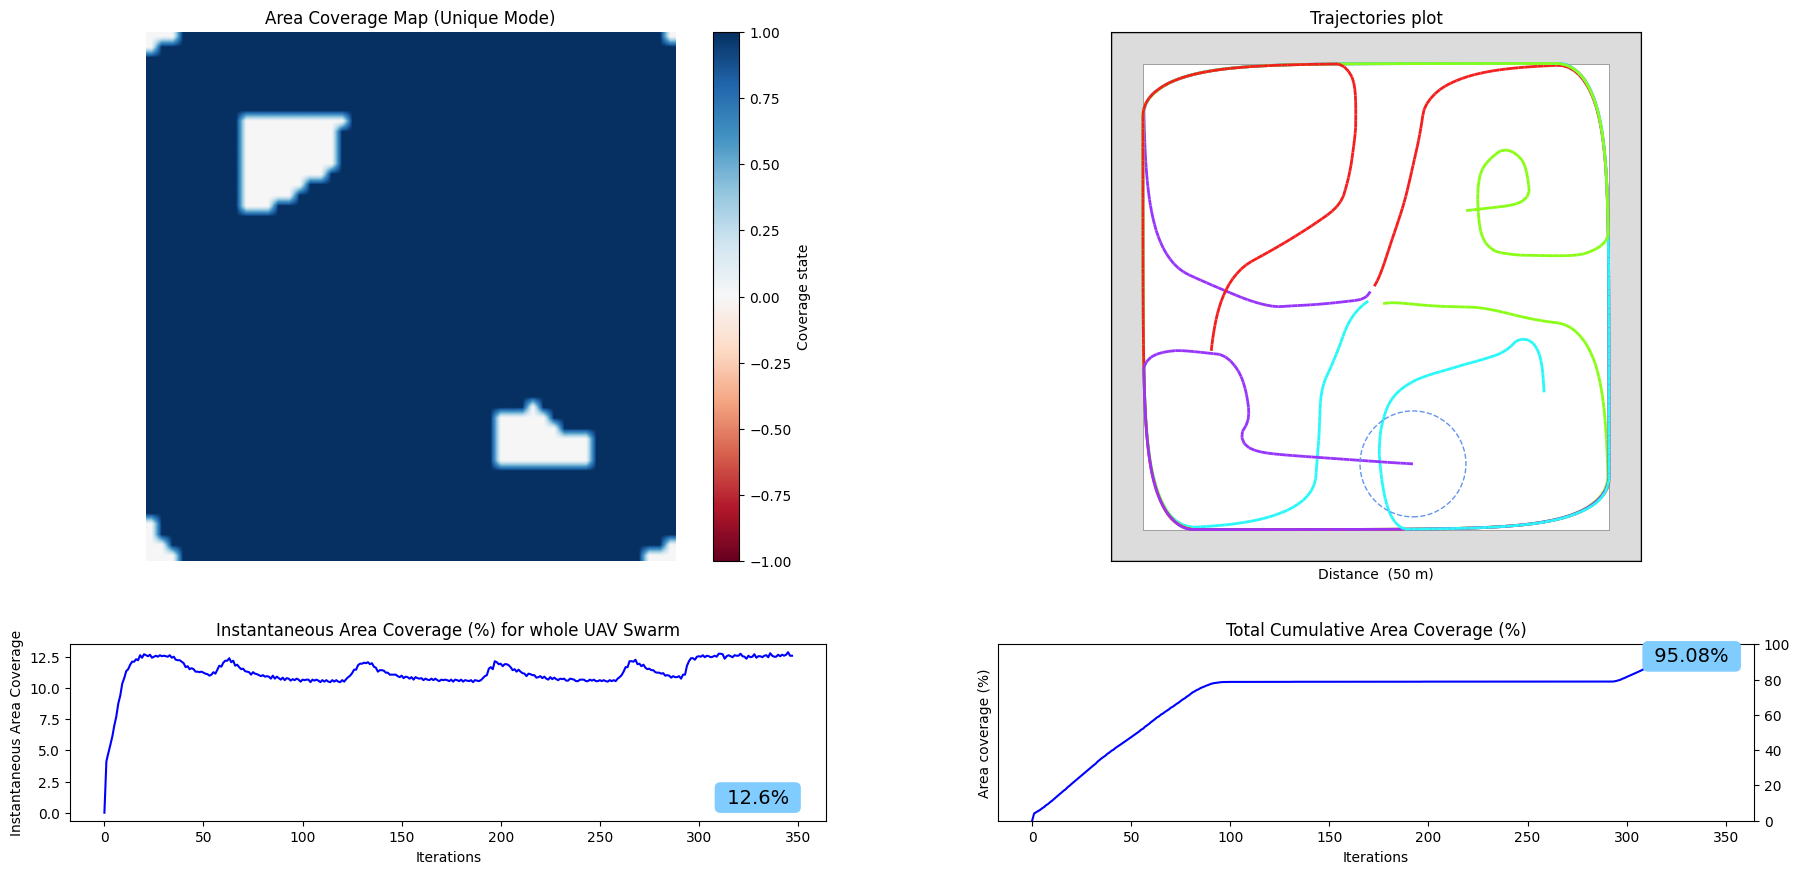 Area Coverage Map (Unique Mode)
1.00
0.75
0.50
0.25
0.00
−0.25
−0.50
−0.75
−1.00
Coverage state
Trajectories plot
Distance  (50 m)
Instantaneous Area Coverage (%) for whole UAV Swarm
Instantaneous Area Coverage
12.5
10.0
7.5
5.0
2.5
0.0
12.6%
0 50 100 150 200 250 300 350
Iterations
Total Cumulative Area Coverage (%)
Area coverage (%)
95.08%
100
80
60
40
20
0
0 50 100 150 200 250 300 350
Iterations